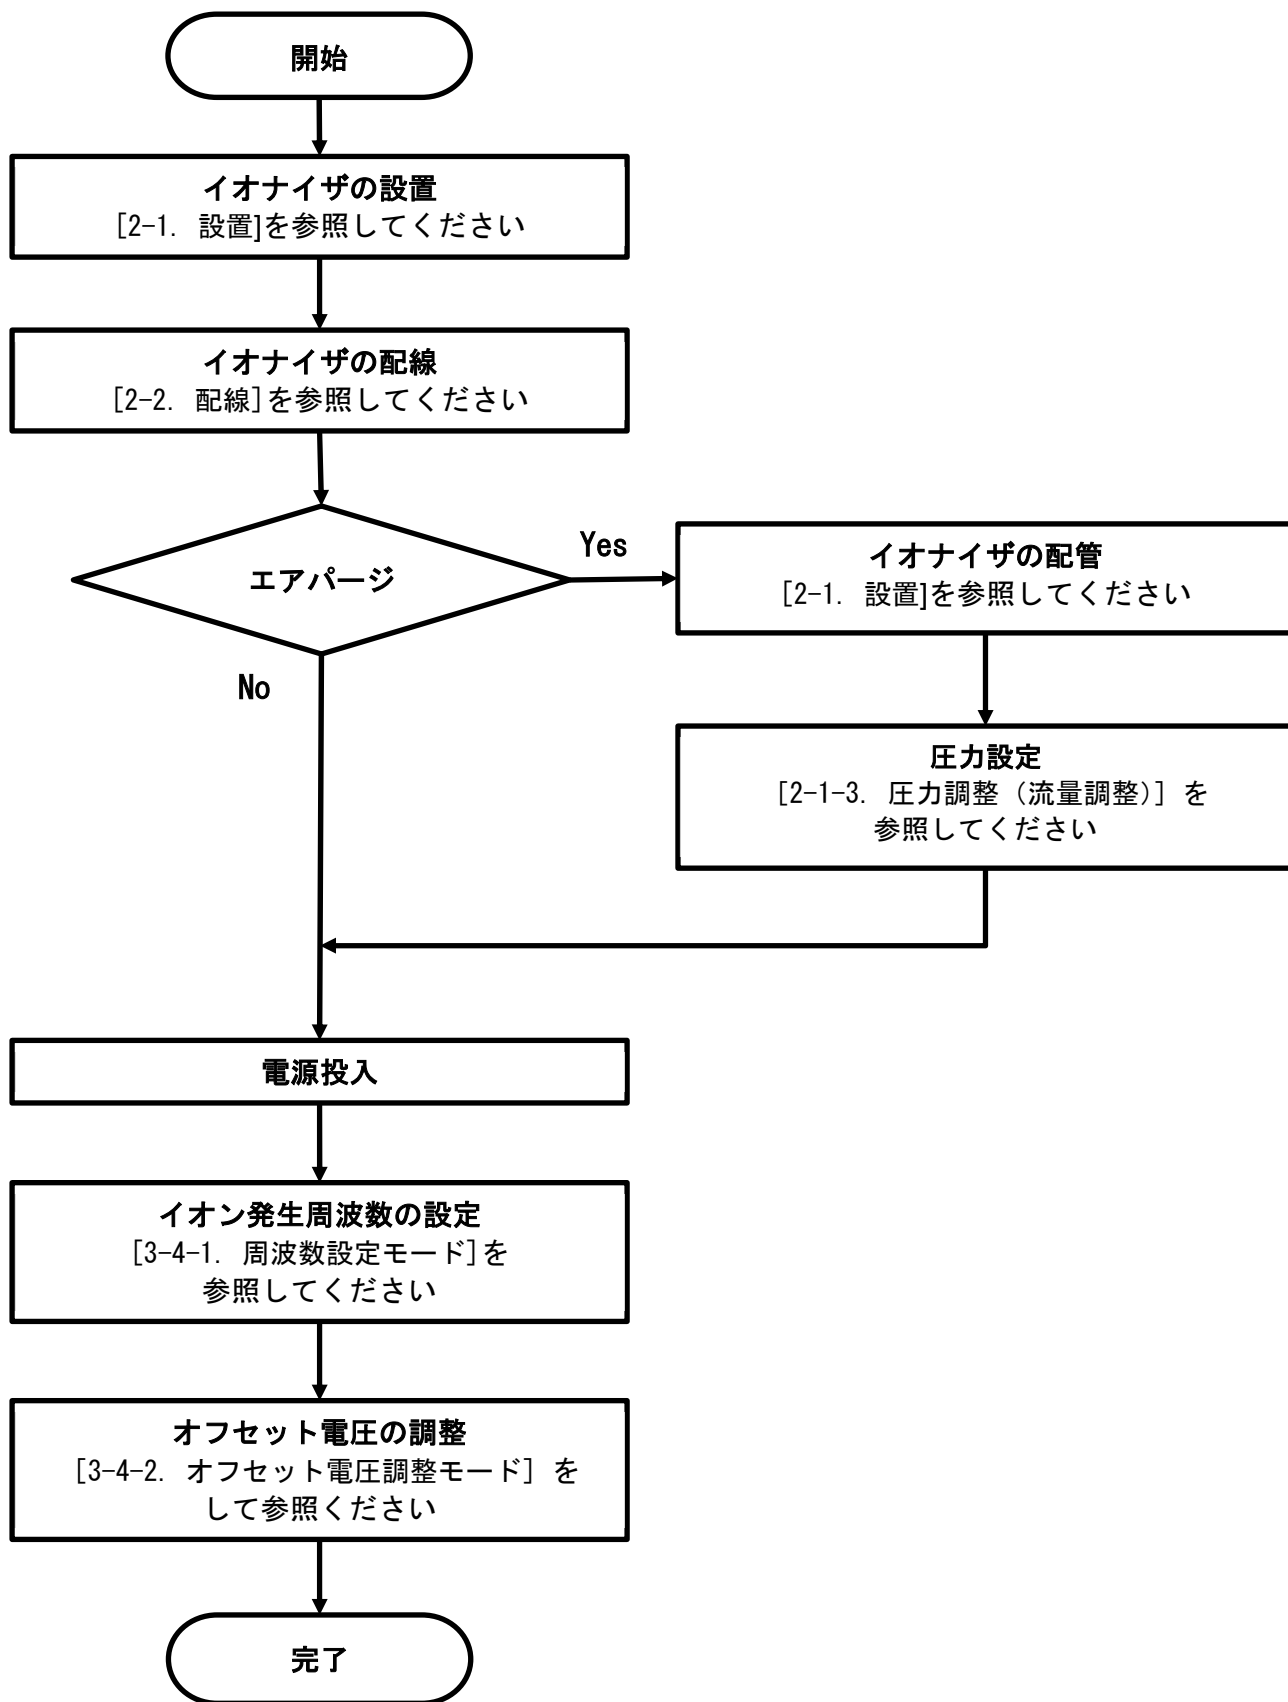 開始
イオナイザの設置
[2-1. 設置]を参照してください
イオナイザの配線
[2-2. 配線]を参照してください
エアパージ
Yes
イオナイザの配管
[2-1. 設置]を参照してください
圧力設定
[2-1-3. 圧力調整（流量調整）] を
参照してください
No
電源投入
イオン発生周波数の設定
[3-4-1. 周波数設定モード]を
参照してください
オフセット電圧の調整
[3-4-2. オフセット電圧調整モード] を
して参照ください
完了